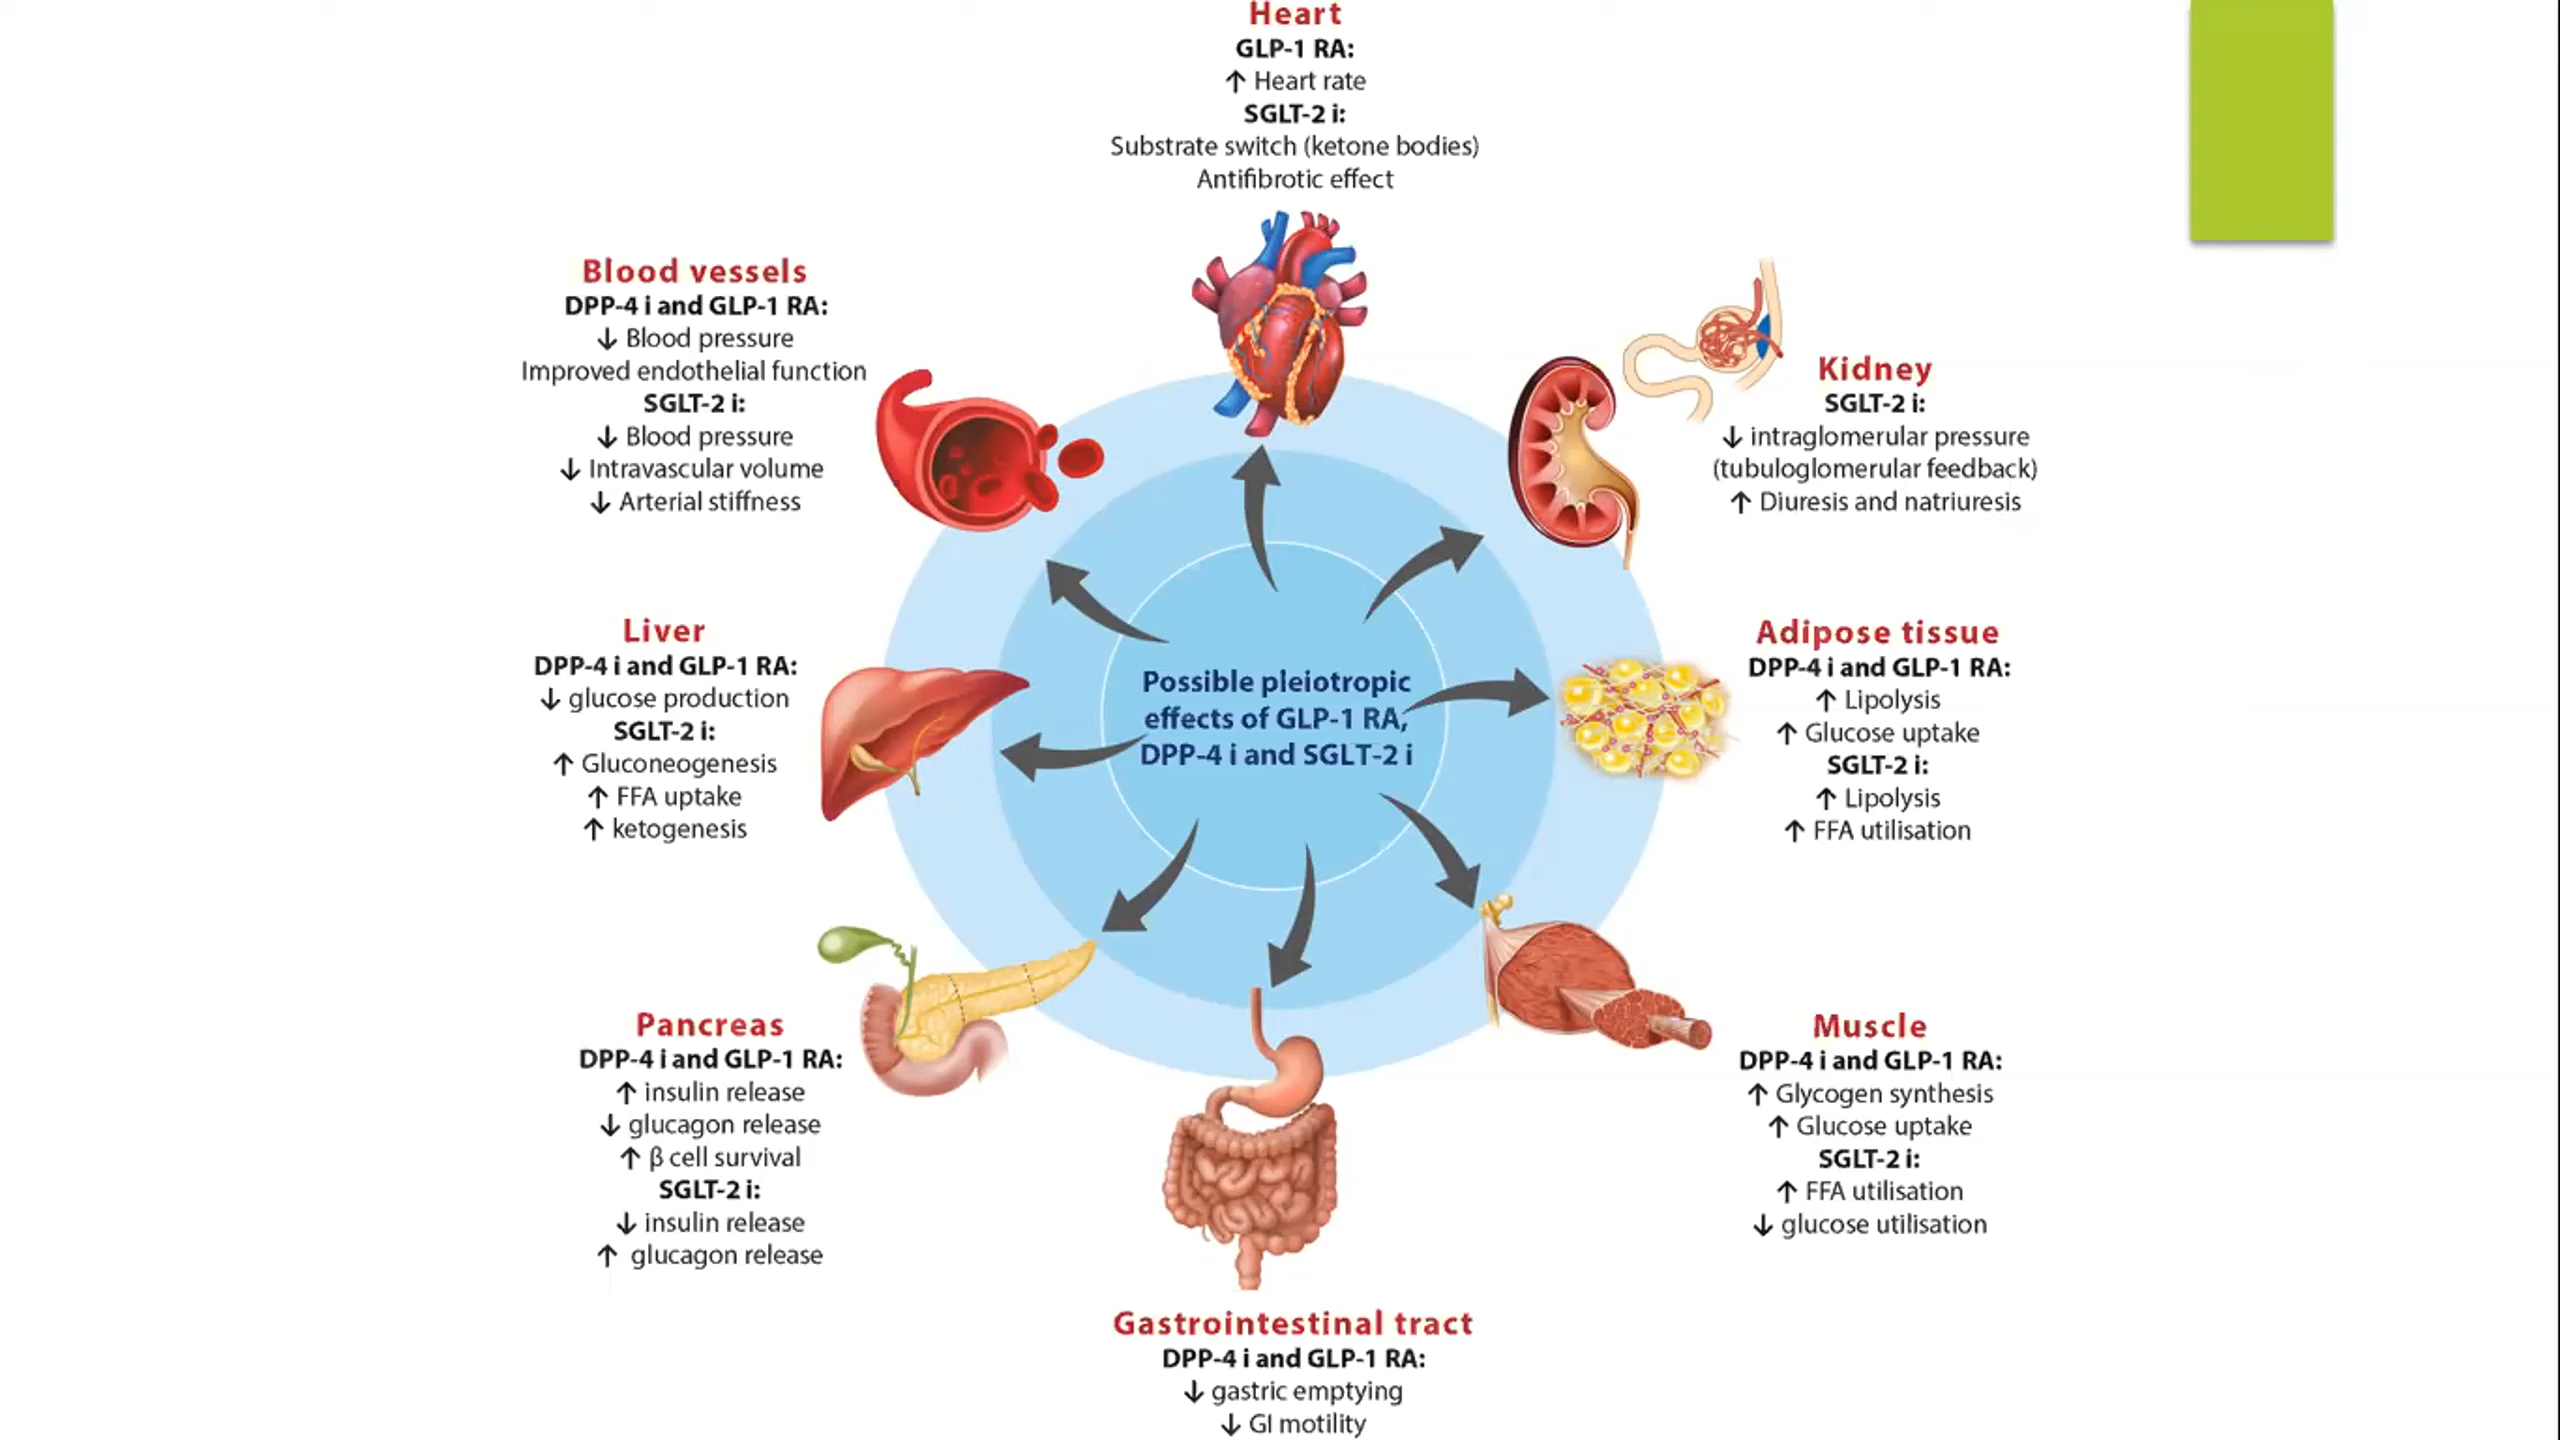 Heart
GLP-1 RA:
↑ Heart rate
SGLT-2 i:
Substrate switch (ketone bodies)
Antifibrotic effect
Blood vessels
DPP-4 i and GLP-1 RA:
↓ Blood pressure
Improved endothelial function
SGLT-2 i:
↓ Blood pressure
↓ Intravascular volume
↓ Arterial stiffness
Kidney
SGLT-2 i:
↓ intraglomerular pressure
(tubuloglomerular feedback)
↑ Diuresis and natriuresis
Liver
DPP-4 i and GLP-1 RA:
↓ glucose production
SGLT-2 i:
↑ Gluconeogenesis
↑ FFA uptake
↑ ketogenesis
Possible pleiotropic
effects of GLP-1 RA,
DPP-4 i and SGLT-2 i
Adipose tissue
DPP-4 i and GLP-1 RA:
↑ Lipolysis
↑ Glucose uptake
SGLT-2 i:
↑ Lipolysis
↑ FFA utilisation
Pancreas
DPP-4 i and GLP-1 RA:
↑ insulin release
↓ glucagon release
↑ β cell survival
SGLT-2 i:
↓ insulin release
↑ glucagon release
Muscle
DPP-4 i and GLP-1 RA:
↑ Glycogen synthesis
↑ Glucose uptake
SGLT-2 i:
↑ FFA utilisation
↓ glucose utilisation
Gastrointestinal tract
DPP-4 i and GLP-1 RA:
↓ gastric emptying
↓ GI motility